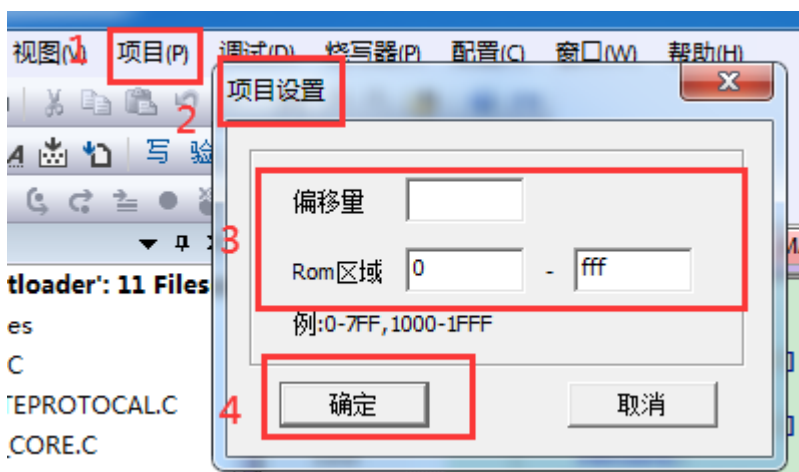 1
视图(V) 项目(P) 调试(D) 烧写器(P) 配置(C) 窗口(W) 帮助(H)
2 项目设置
写 验
3 偏移量
Rom区域 0 - fff
例:0-7FF,1000-1FFF
4 确定 取消
tloader': 11 Files
es
C
TEPROTOCAL.C
_CORE.C